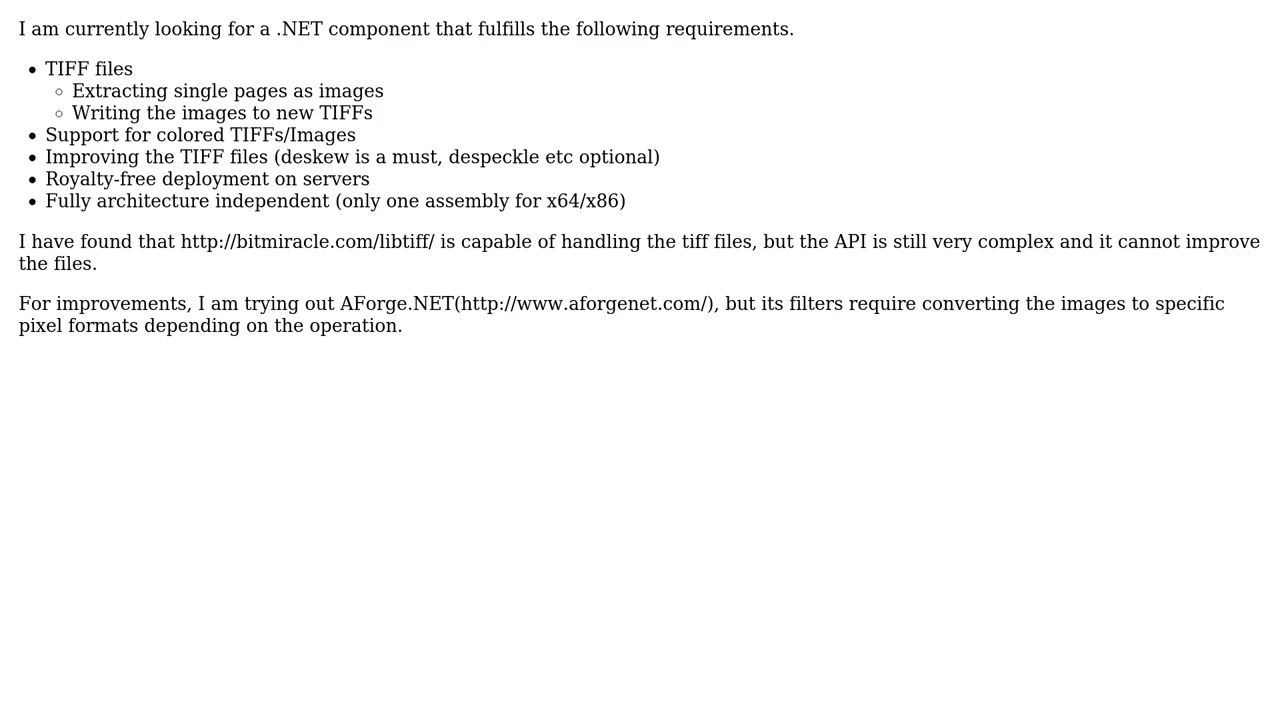 I am currently looking for a .NET component that fulfills the following requirements.
TIFF files
Extracting single pages as images
Writing the images to new TIFFs
Support for colored TIFFs/Images
Improving the TIFF files (deskew is a must, despeckle etc optional)
Royalty-free deployment on servers
Fully architecture independent (only one assembly for x64/x86)
I have found that http://bitmiracle.com/libtiff/ is capable of handling the tiff files, but the API is still very complex and it cannot improve
the files.
For improvements, I am trying out AForge.NET(http://www.aforgenet.com/), but its filters require converting the images to specific
pixel formats depending on the operation.